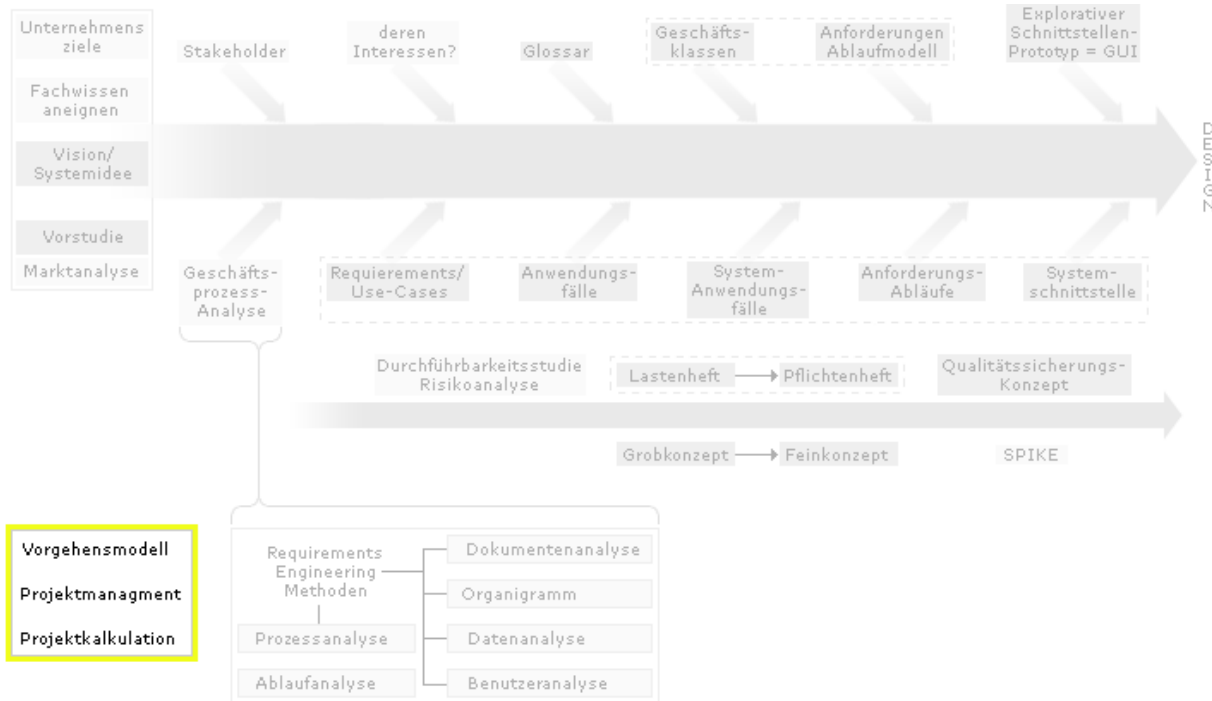 Unternehmens
ziele
Fachwissen
aneignen
Vision/
Systemidee
Vorstudie
Marktanalyse
Stakeholder
deren
Interessen?
Glossar
Geschäfts-
klassen
Anforderungen
Ablaufmodell
Explorativer
Schnittstellen-
Prototyp = GUI
DESIGN
Geschäfts-
prozess-
Analyse
Requierements/
Use-Cases
Anwendungs-
fälle
System-
Anwendungs-
fälle
Anforderungs-
Abläufe
System-
schnittstelle
Durchführbarkeitsstudie
Risikoanalyse
Lastenheft
Pflichtenheft
Qualitätssicherungs-
Konzept
Grobkonzept
Feinkonzept
SPIKE
Vorgehensmodell
Projektmanagment
Projektkalkulation
Requirements
Engineering
Methoden
Prozessanalyse
Ablaufanalyse
Dokumentenanalyse
Organigramm
Datenanalyse
Benutzeranalyse